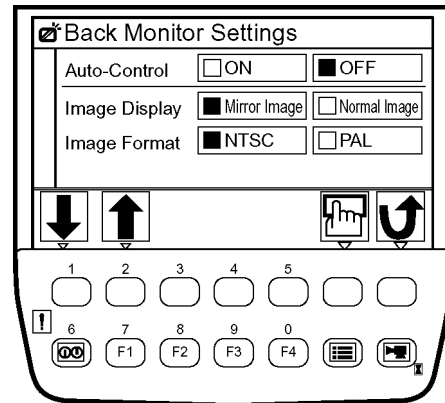 Back Monitor Settings
Auto-Control ON OFF
Image Display Mirror Image Normal Image
Image Format NTSC PAL
1 2 3 4 5
! 6 7 8 9 0
F1 F2 F3 F4